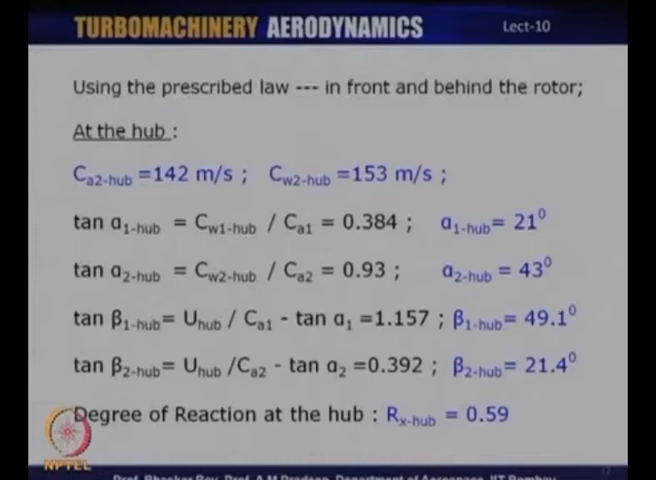 TURBOMACHINERY AERODYNAMICS Lect-10
Using the prescribed law --- in front and behind the rotor;
At the hub :
Ca2-hub =142 m/s ; Cw2-hub =153 m/s ;
tan α1-hub = Cw1-hub / Ca1 = 0.384 ; α1-hub= 21⁰
tan α2-hub = Cw2-hub / Ca2 = 0.93 ; α2-hub = 43⁰
tan β1-hub= Uhub / Ca1 - tan α1 =1.157 ; β1-hub= 49.1⁰
tan β2-hub= Uhub /Ca2 - tan α2 =0.392 ; β2-hub= 21.4⁰
Degree of Reaction at the hub : Rx-hub = 0.59
NPTEL